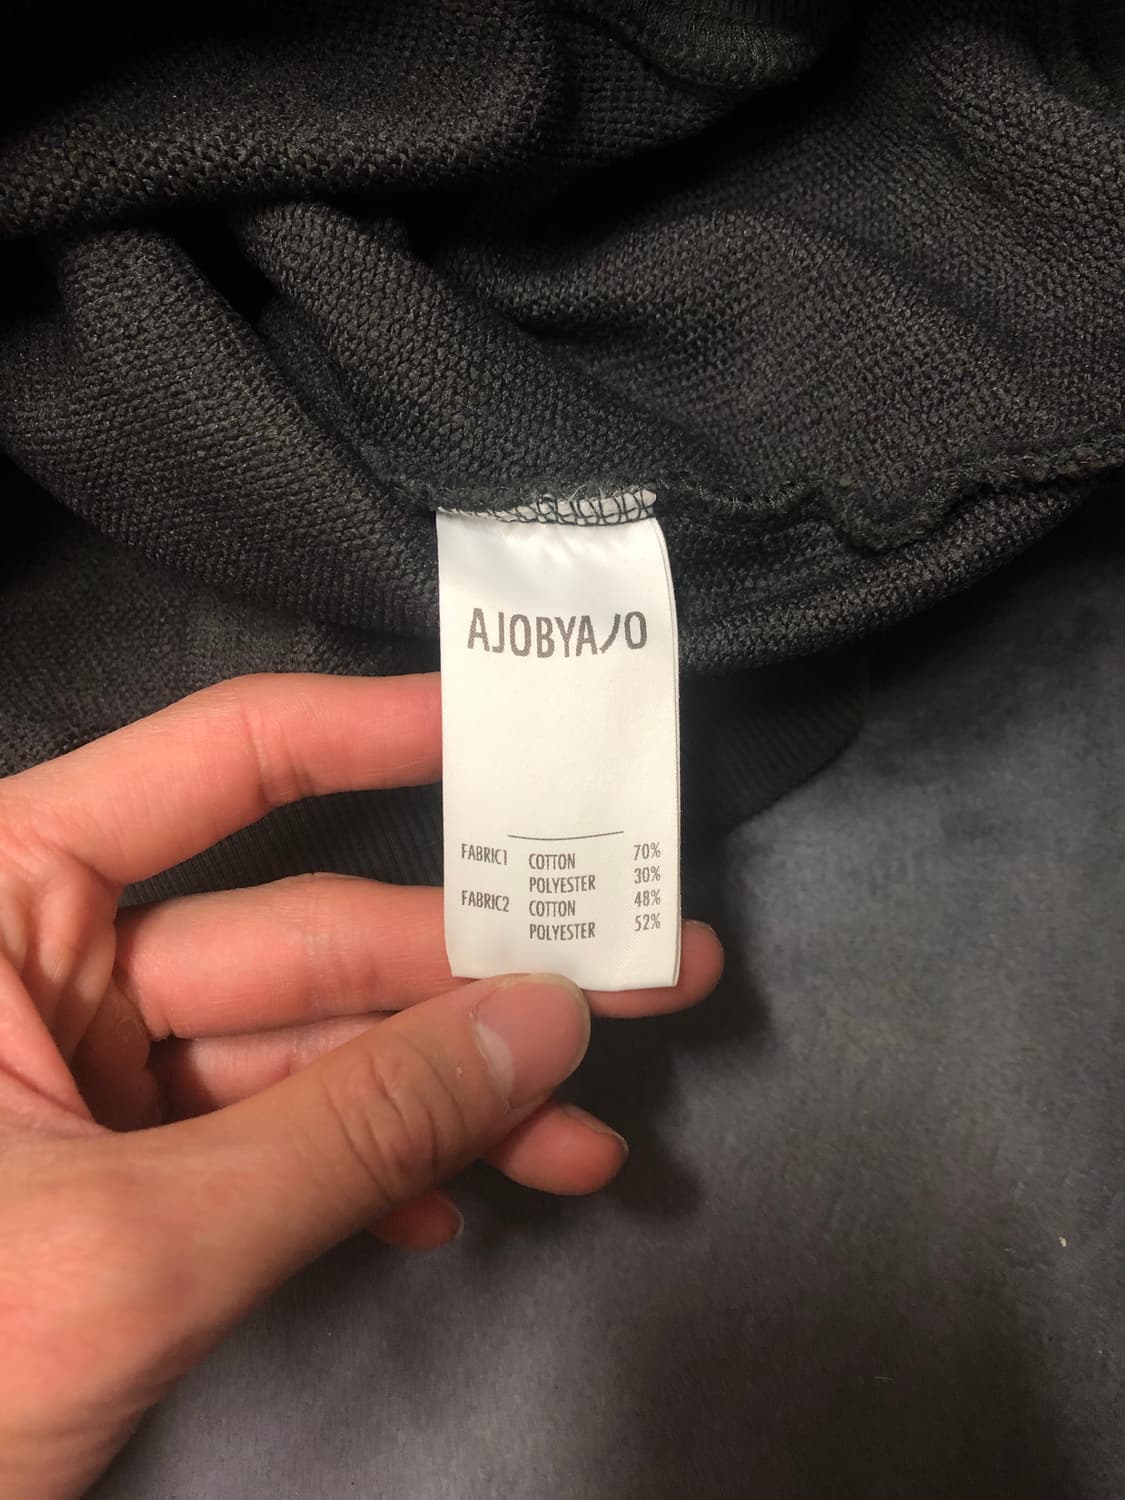 AJOBYAJO
FABRIC1 COTTON 70%
POLYESTER 30%
FABRIC2 COTTON 48%
POLYESTER 52%